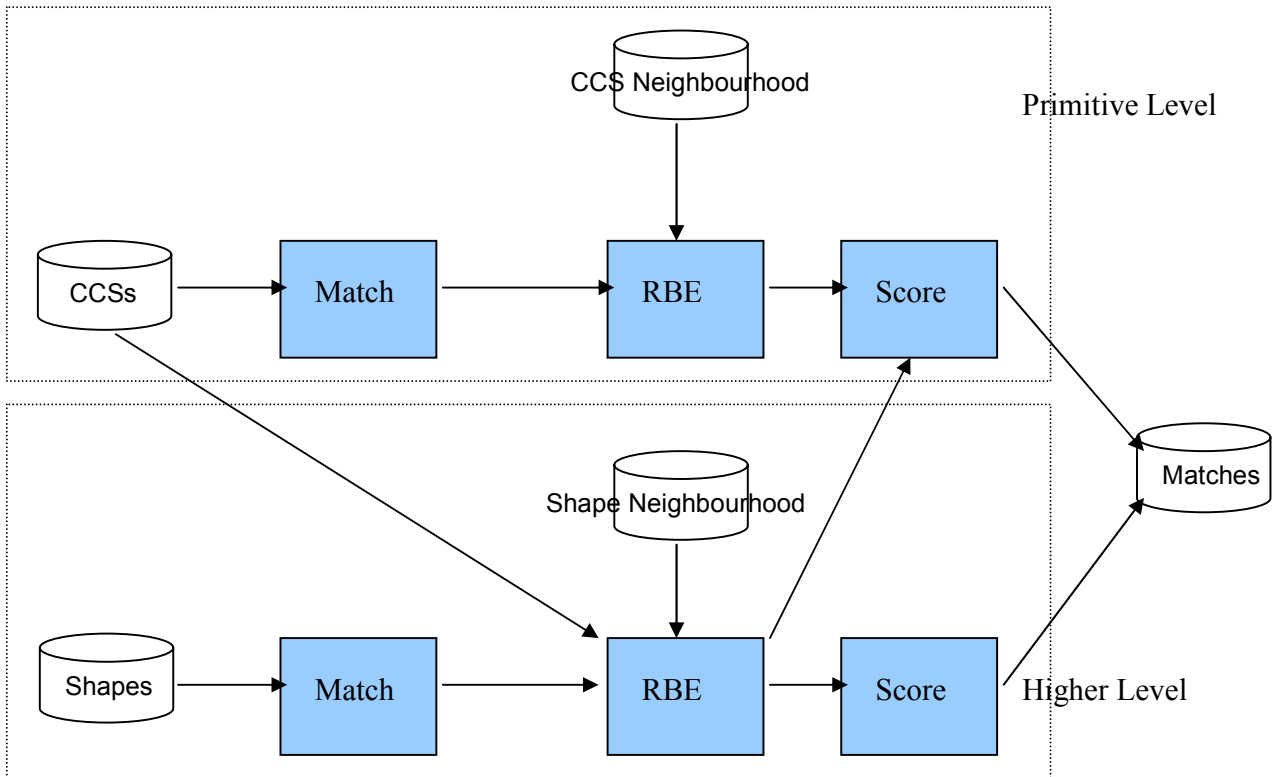 CCS Neighbourhood
Primitive Level
CCSs
Match
RBE
Score
Matches
Shape Neighbourhood
Shapes
Match
RBE
Score
Higher Level